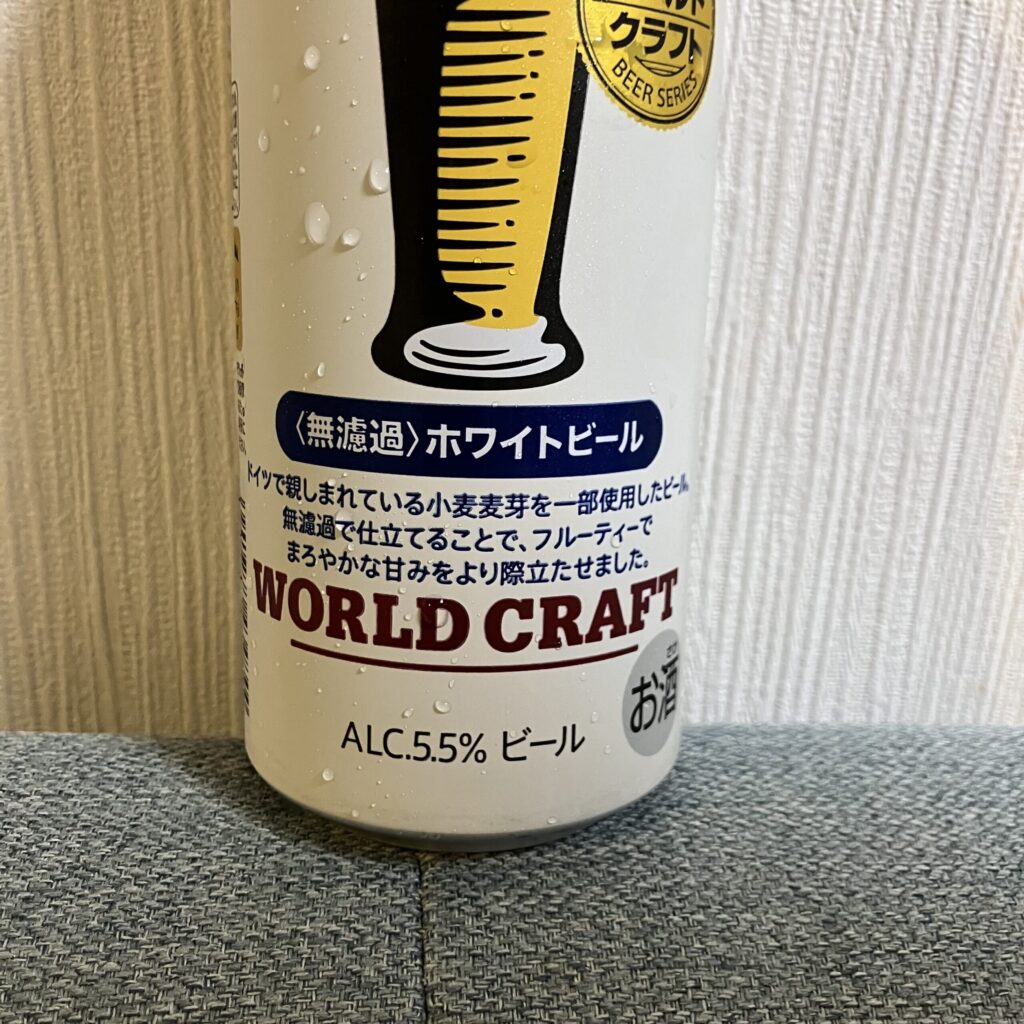 クラフト
BEER SERIES
〈無濾過〉ホワイトビール
ドイツで親しまれている小麦麦芽を一部使用したビール。
無濾過で仕立てることで、フルーティーで
まろやかな甘みをより際立たせました。
WORLD CRAFT
お酒
ALC.5.5% ビール